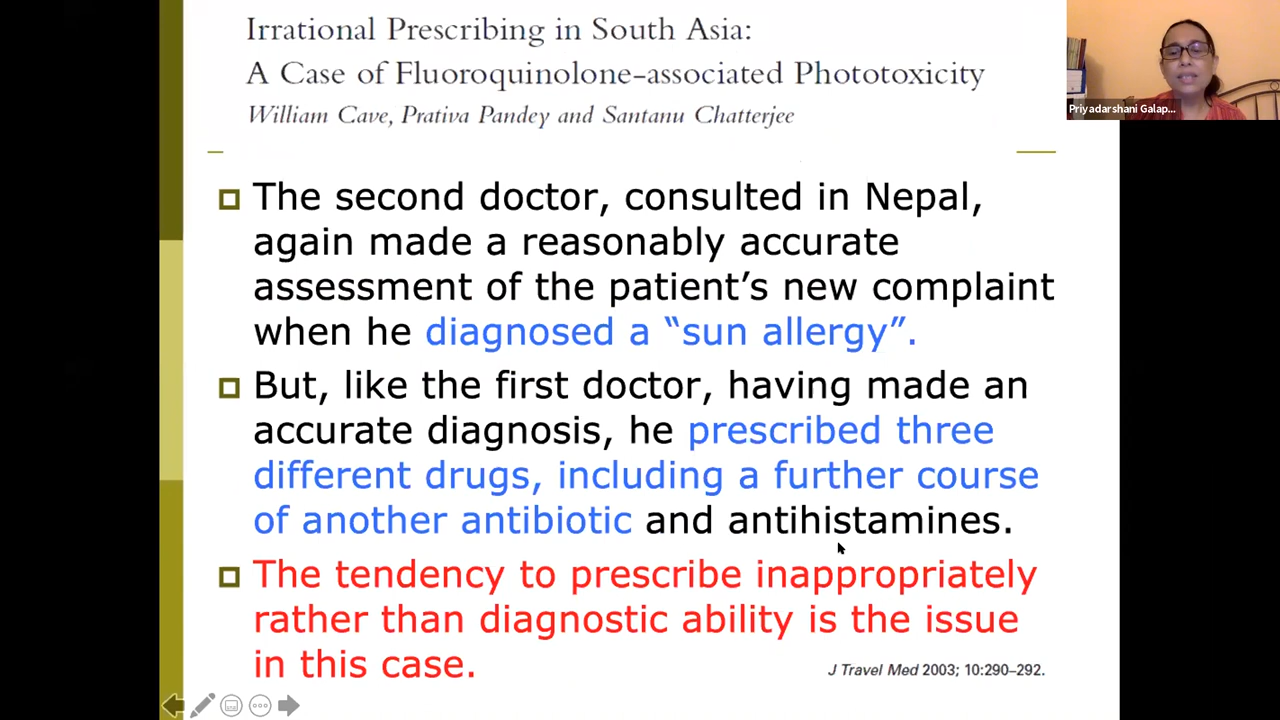 Irrational Prescribing in South Asia:
A Case of Fluoroquinolone-associated Phototoxicity
William Cave, Prativa Pandey and Santanu Chatterjee
Priyadarshani Galap...
The second doctor, consulted in Nepal,
again made a reasonably accurate
assessment of the patient’s new complaint
when he diagnosed a “sun allergy”.
But, like the first doctor, having made an
accurate diagnosis, he prescribed three
different drugs, including a further course
of another antibiotic and antihistamines.
The tendency to prescribe inappropriately
rather than diagnostic ability is the issue
in this case.
J Travel Med 2003; 10:290–292.